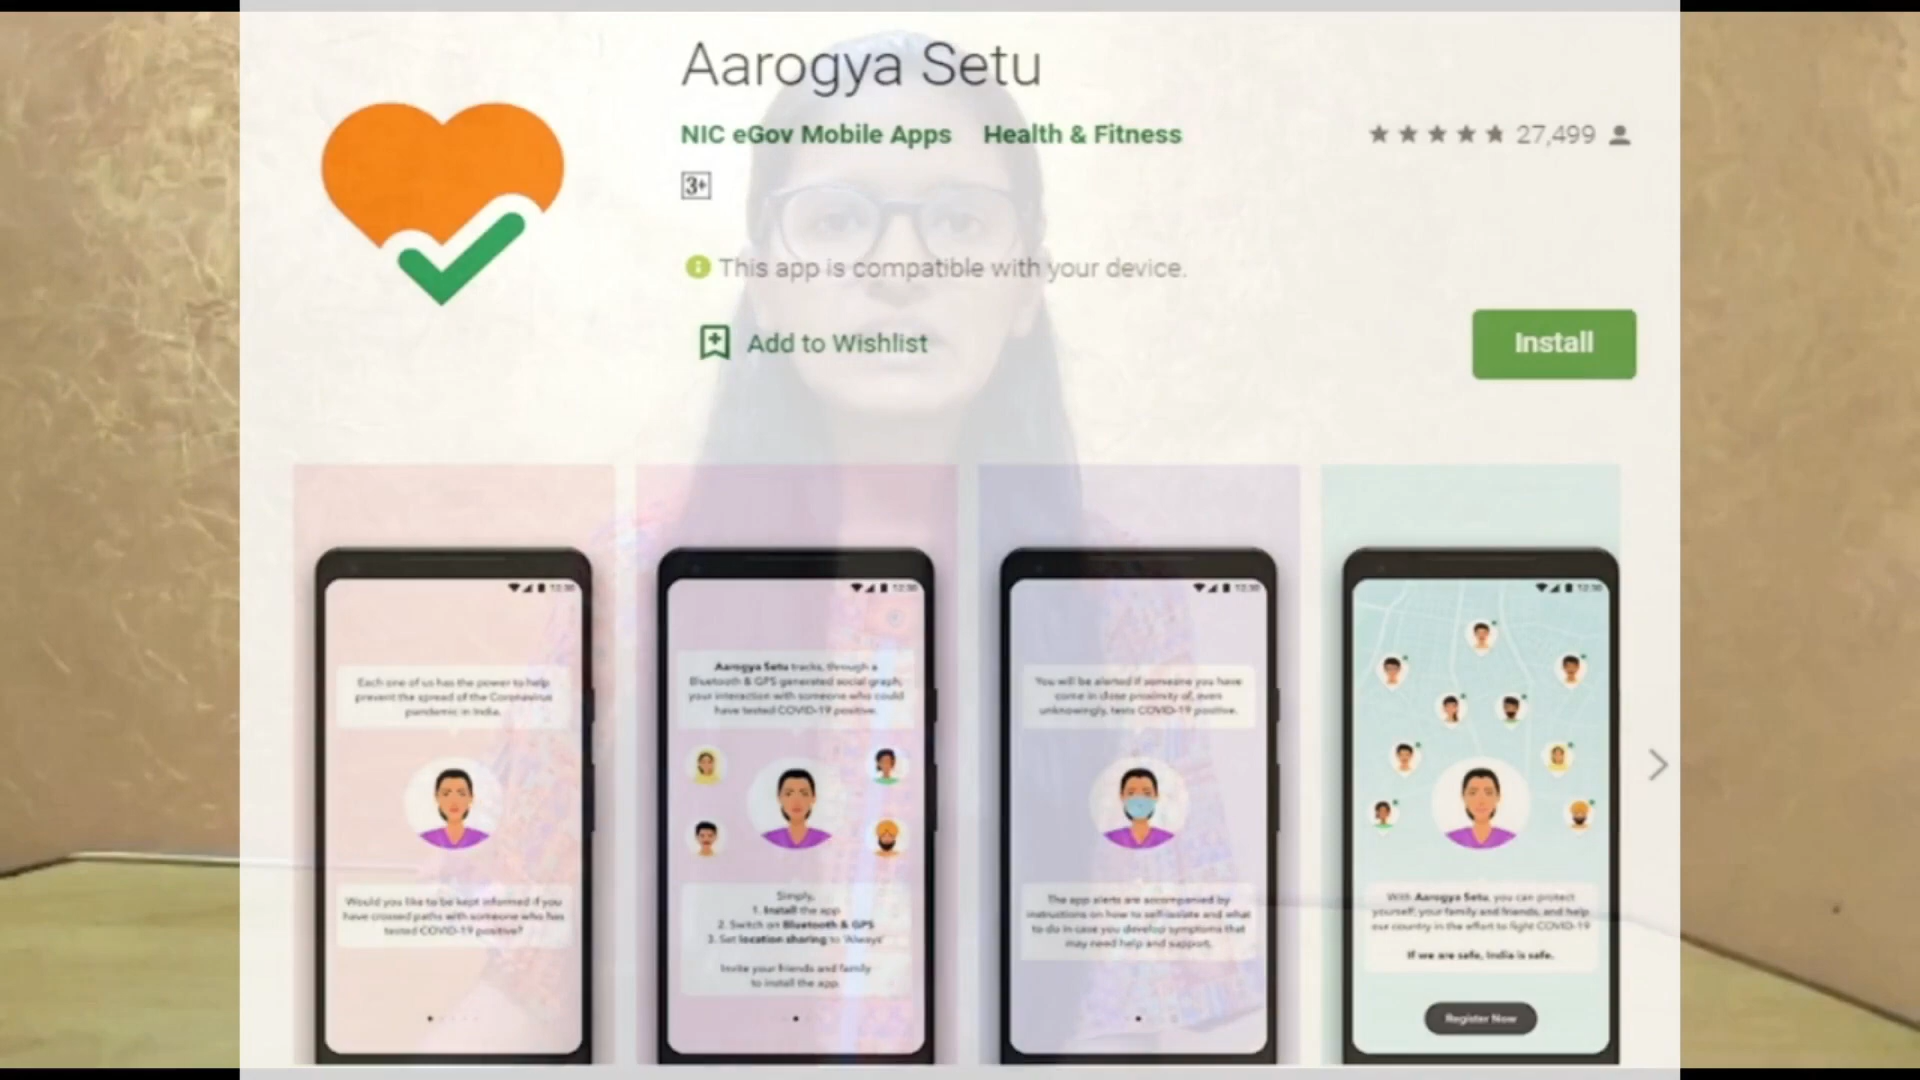 Aarogya Setu
NIC eGov Mobile Apps Health & Fitness
27,499
3+
This app is compatible with your device.
Add to Wishlist
Install
12:30
Each one of us has the power to help
prevent the spread of the Coronavirus
pandemic in India.
Would you like to be kept informed if you
have crossed paths with someone who has
tested COVID-19 positive?
12:30
Aarogya Setu tracks, through a
Bluetooth & GPS generated social graph,
your interaction with someone who could
have tested COVID-19 positive.
Simply,
1. Install the app
2. Switch on Bluetooth & GPS
3. Set location sharing to 'Always'
Invite your friends and family
to install the app.
12:30
You will be alerted if someone you have
come in close proximity of, even
unknowingly, tests COVID-19 positive.
The app alerts are accompanied by
instructions on how to self-isolate and what
to do in case you develop symptoms that
may need help and support.
12:30
With Aarogya Setu, you can protect
yourself, your family and friends, and help
our country in the effort to fight COVID-19
If we are safe, India is safe.
Register Now